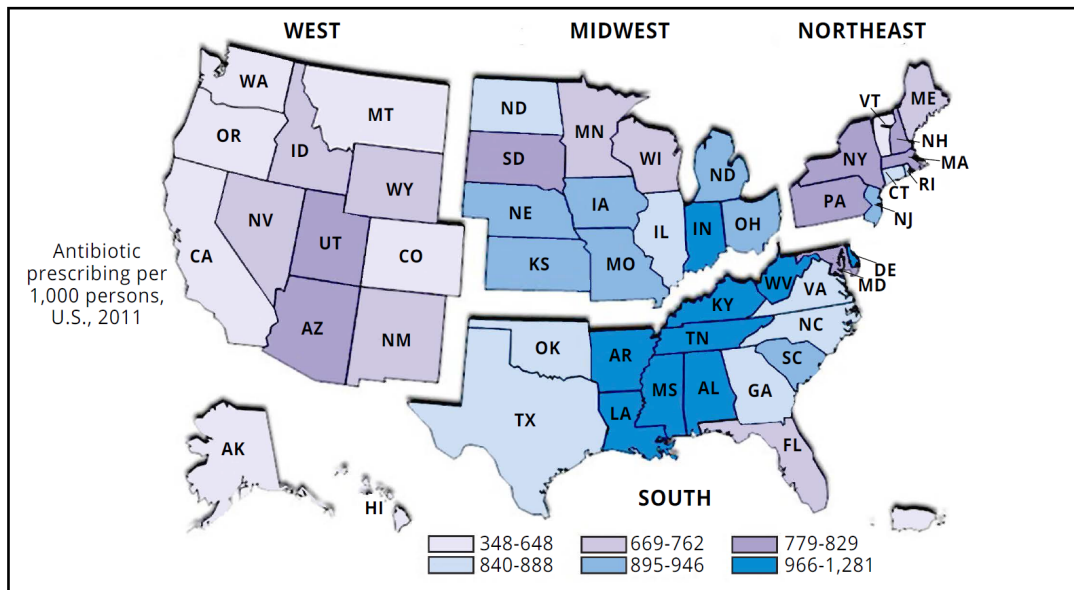 WEST
MIDWEST
NORTHEAST
WA
MT
OR
ID
WY
NV
UT
CO
CA
AZ
NM
AK
HI
ND
MN
SD
WI
ND
NE
IA
IL
IN
OH
KS
MO
VT
ME
NH
NY
MA
RI
CT
PA
NJ
DE
MD
WV
VA
KY
NC
TN
SC
OK
AR
MS
AL
GA
TX
LA
FL
Antibiotic
prescribing per
1,000 persons,
U.S., 2011
SOUTH
348-648
669-762
779-829
840-888
895-946
966-1,281